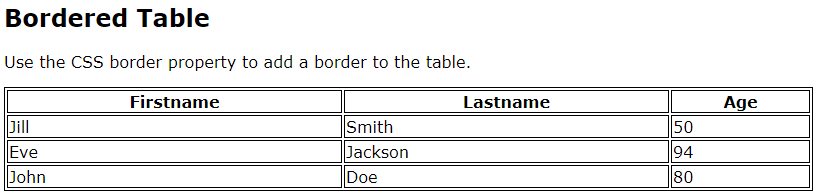 Bordered Table
Use the CSS border property to add a border to the table.
Firstname Lastname Age
Jill Smith 50
Eve Jackson 94
John Doe 80